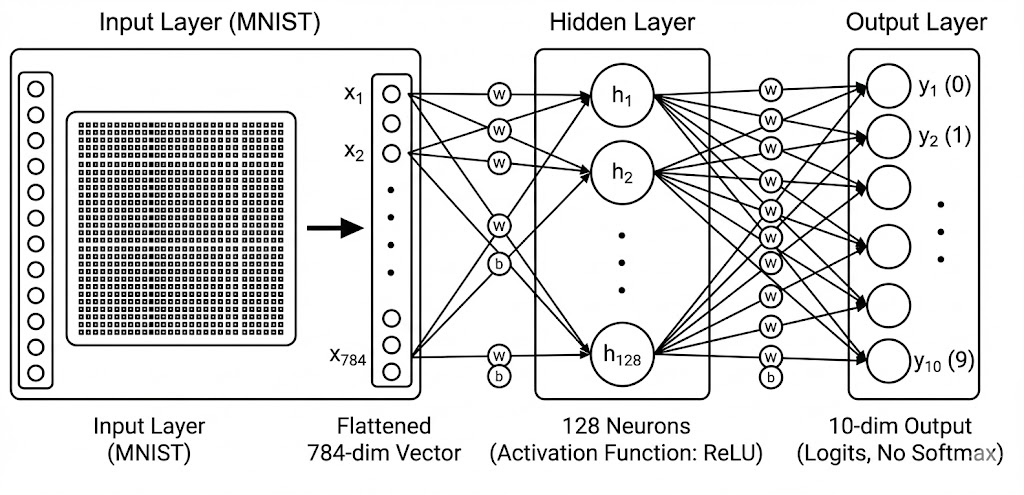 Input Layer (MNIST)
Hidden Layer
Output Layer
x1
x2
x784
w
w
w
w
b
w
b
h1
h2
h128
w
w
w
w
w
w
w
w
w
w
b
y1 (0)
y2 (1)
y10 (9)
Input Layer
(MNIST)
Flattened
784-dim Vector
128 Neurons
(Activation Function: ReLU)
10-dim Output
(Logits, No Softmax)